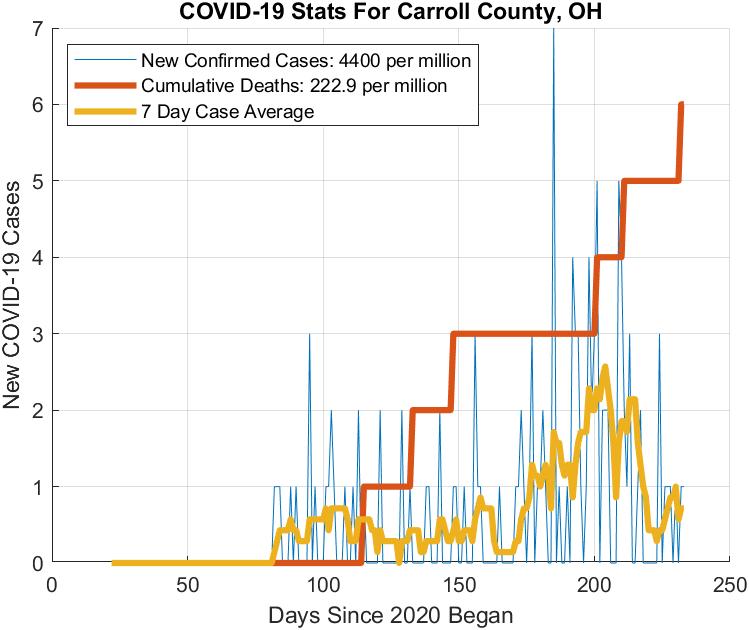 COVID-19 Stats For Carroll County, OH
New Confirmed Cases: 4400 per million
Cumulative Deaths: 222.9 per million
7 Day Case Average
New COVID-19 Cases
7
6
5
4
3
2
1
0
0 50 100 150 200 250
Days Since 2020 Began